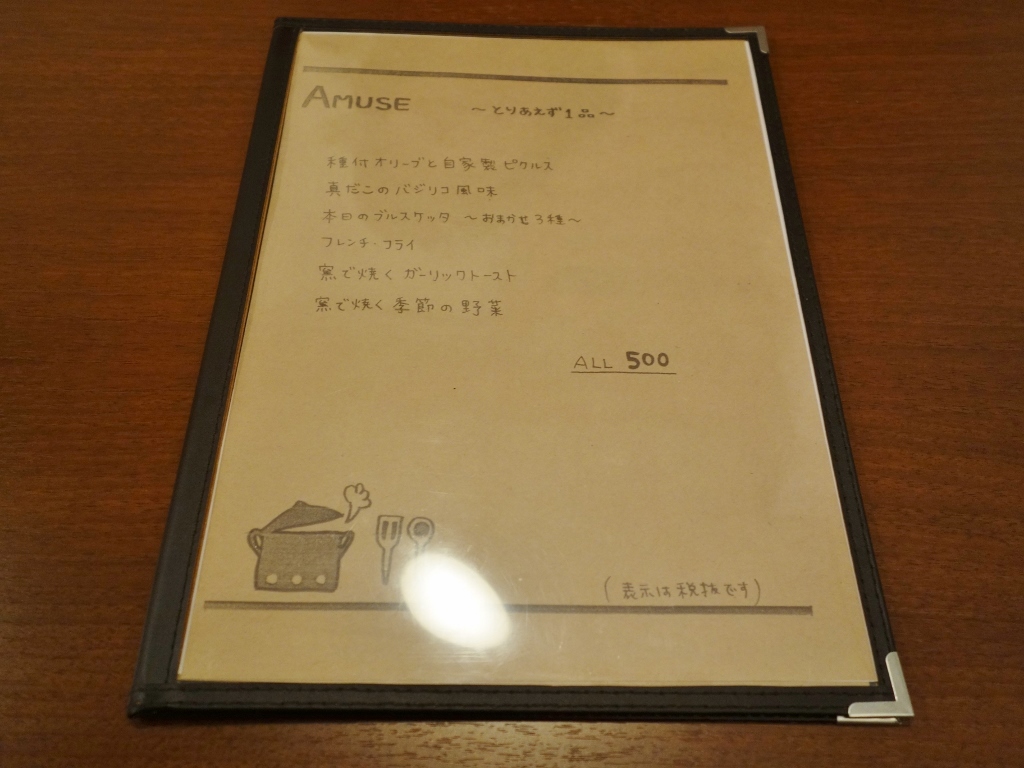 AMUSE ～とりあえず1品～
種付オリーブと自家製ピクルス
真だこのバジリコ風味
本日のブルスケッタ ～おまかせ3種～
フレンチ・フライ
窯で焼くガーリックトースト
窯で焼く季節の野菜
ALL 500
(表示は税抜です)